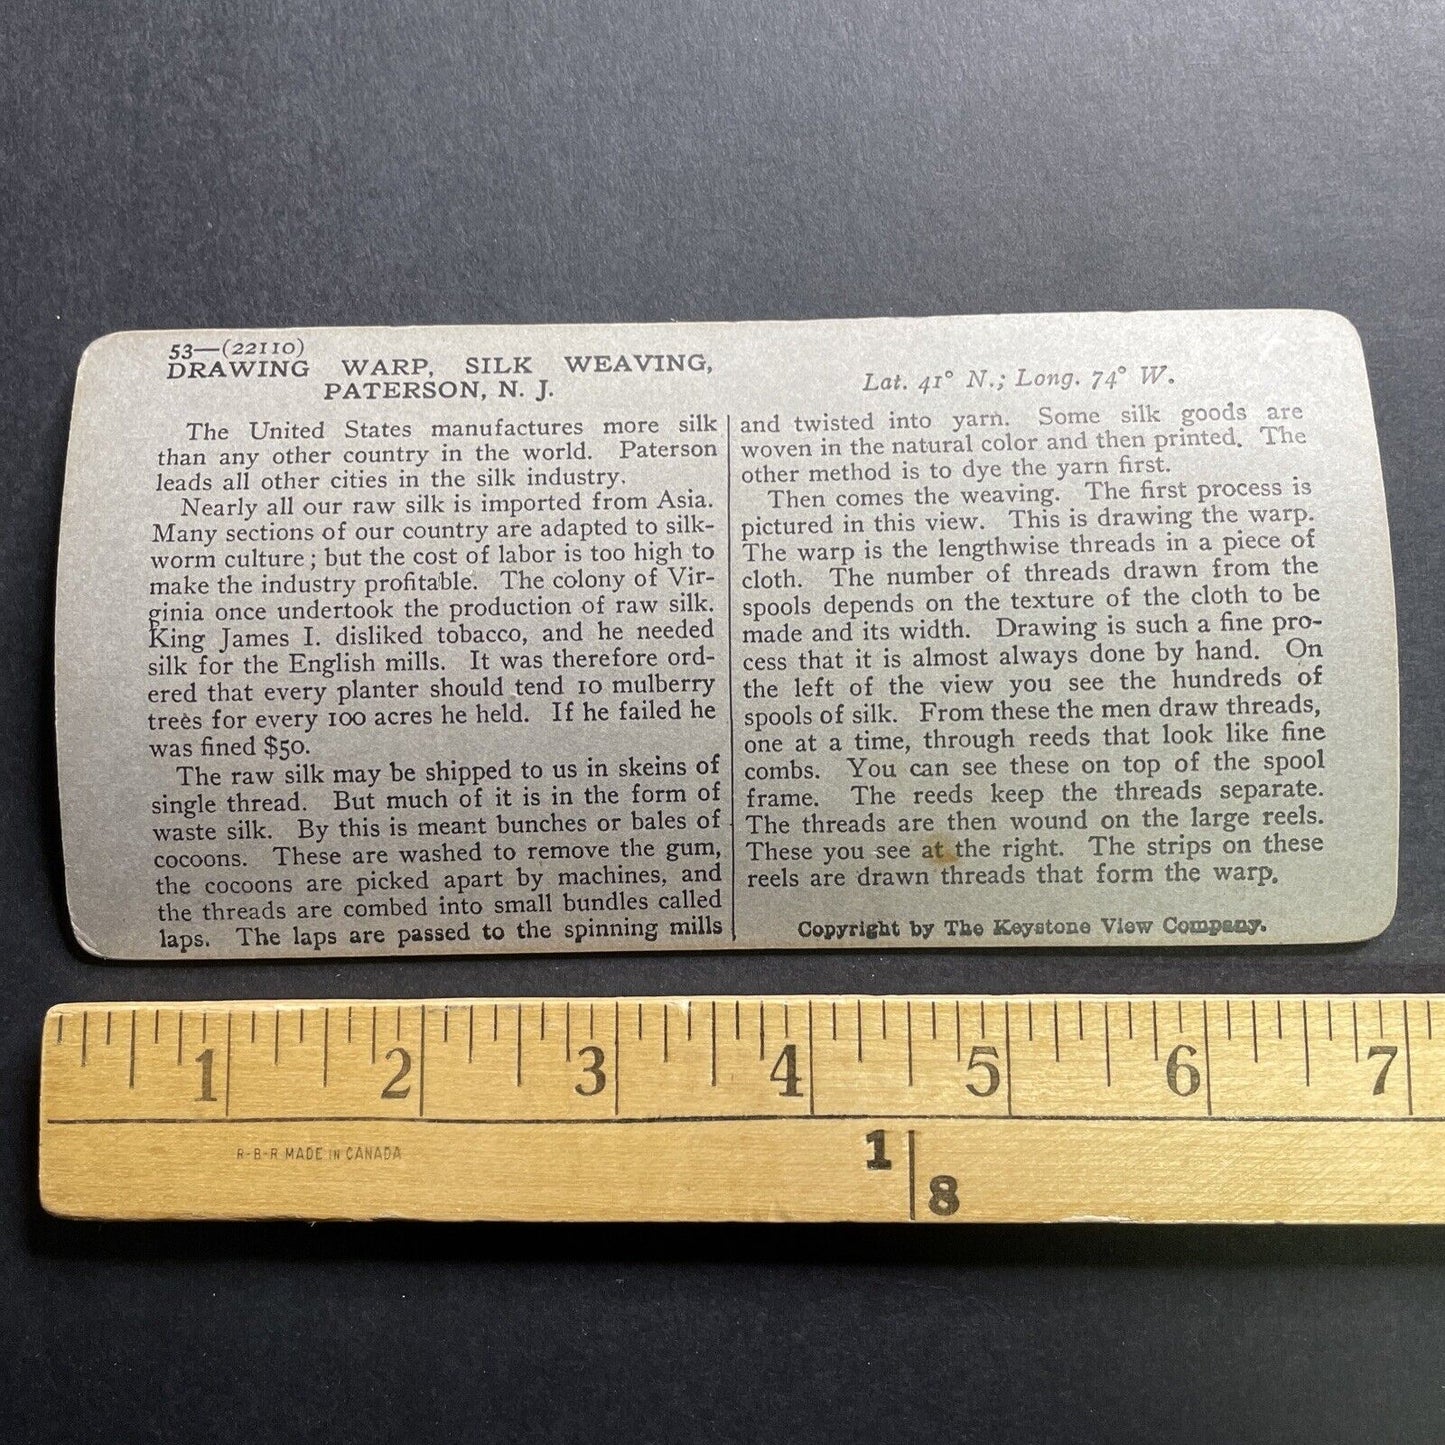 53—(22110)
DRAWING WARP, SILK WEAVING,
PATERSON, N. J.
Lat. 41° N.; Long. 74° W.
The United States manufactures more silk
than any other country in the world. Paterson
leads all other cities in the silk industry.
Nearly all our raw silk is imported from Asia.
Many sections of our country are adapted to silk-
worm culture; but the cost of labor is too high to
make the industry profitable. The colony of Vir-
ginia once undertook the production of raw silk.
King James I. disliked tobacco, and he needed
silk for the English mills. It was therefore ord-
ered that every planter should tend 10 mulberry
trees for every 100 acres he held. If he failed he
was fined $50.
The raw silk may be shipped to us in skeins of
single thread. But much of it is in the form of
waste silk. By this is meant bunches or bales of
cocoons. These are washed to remove the gum,
the cocoons are picked apart by machines, and
the threads are combed into small bundles called
laps. The laps are passed to the spinning mills
and twisted into yarn. Some silk goods are
woven in the natural color and then printed. The
other method is to dye the yarn first.
Then comes the weaving. The first process is
pictured in this view. This is drawing the warp.
The warp is the lengthwise threads in a piece of
cloth. The number of threads drawn from the
spools depends on the texture of the cloth to be
made and its width. Drawing is such a fine pro-
cess that it is almost always done by hand. On
the left of the view you see the hundreds of
spools of silk. From these the men draw threads,
one at a time, through reeds that look like fine
combs. You can see these on top of the spool
frame. The reeds keep the threads separate.
The threads are then wound on the large reels.
These you see at the right. The strips on these
reels are drawn threads that form the warp.
Copyright by The Keystone View Company.
1 2 3 4 5 6 7
R-B-R MADE IN CANADA
1
8